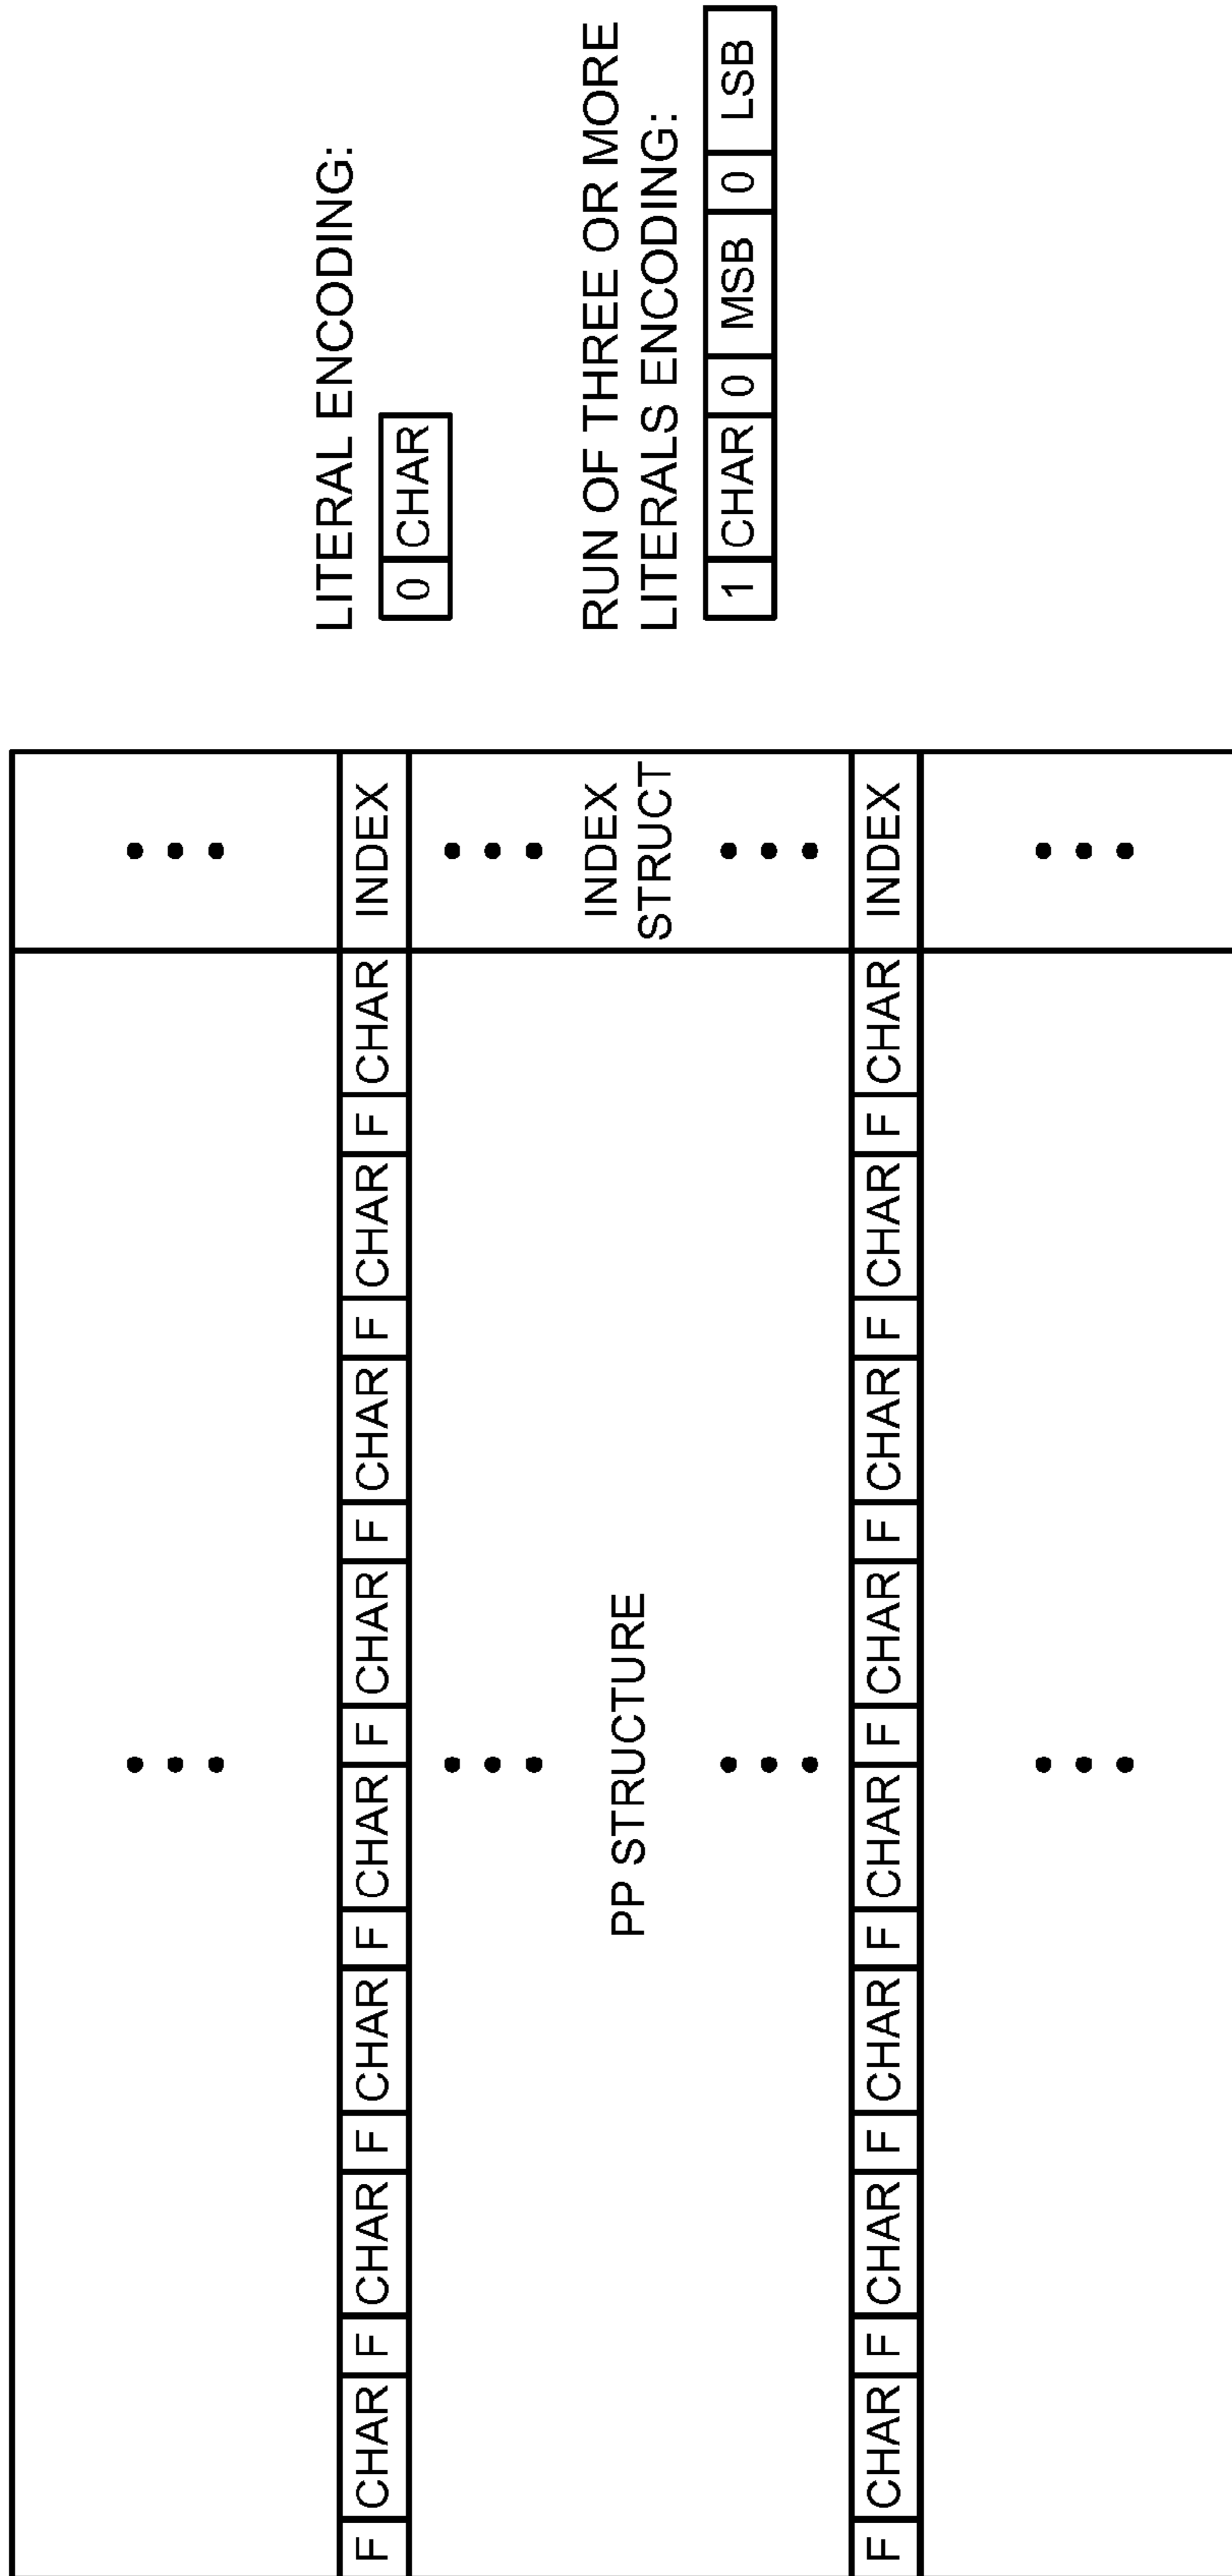 F CHAR F CHAR F CHAR F CHAR F CHAR F CHAR F CHAR F CHAR INDEX
PP STRUCTURE
INDEX
STRUCT
F CHAR F CHAR F CHAR F CHAR F CHAR F CHAR F CHAR F CHAR INDEX
LITERAL ENCODING:
0 CHAR
RUN OF THREE OR MORE
LITERALS ENCODING:
1 CHAR 0 MSB 0 LSB